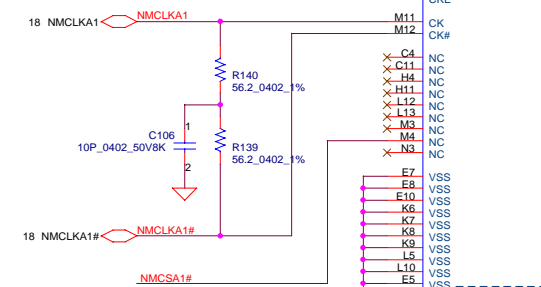 CKE
18 NMCLKA1 NMCLKA1 M11 CK
M12 CK#
C4 NC
C11 NC
R140 H4 NC
56.2_0402_1% H11 NC
L12 NC
L13 NC
1 M3 NC
C106 R139 M4 NC
10P_0402_50V8K 56.2_0402_1% N3 NC
2
E7 VSS
E8 VSS
E10 VSS
K6 VSS
K7 VSS
18 NMCLKA1# NMCLKA1# K8 VSS
K9 VSS
L5 VSS
L10 VSS
NMCSA1# E5 VSS